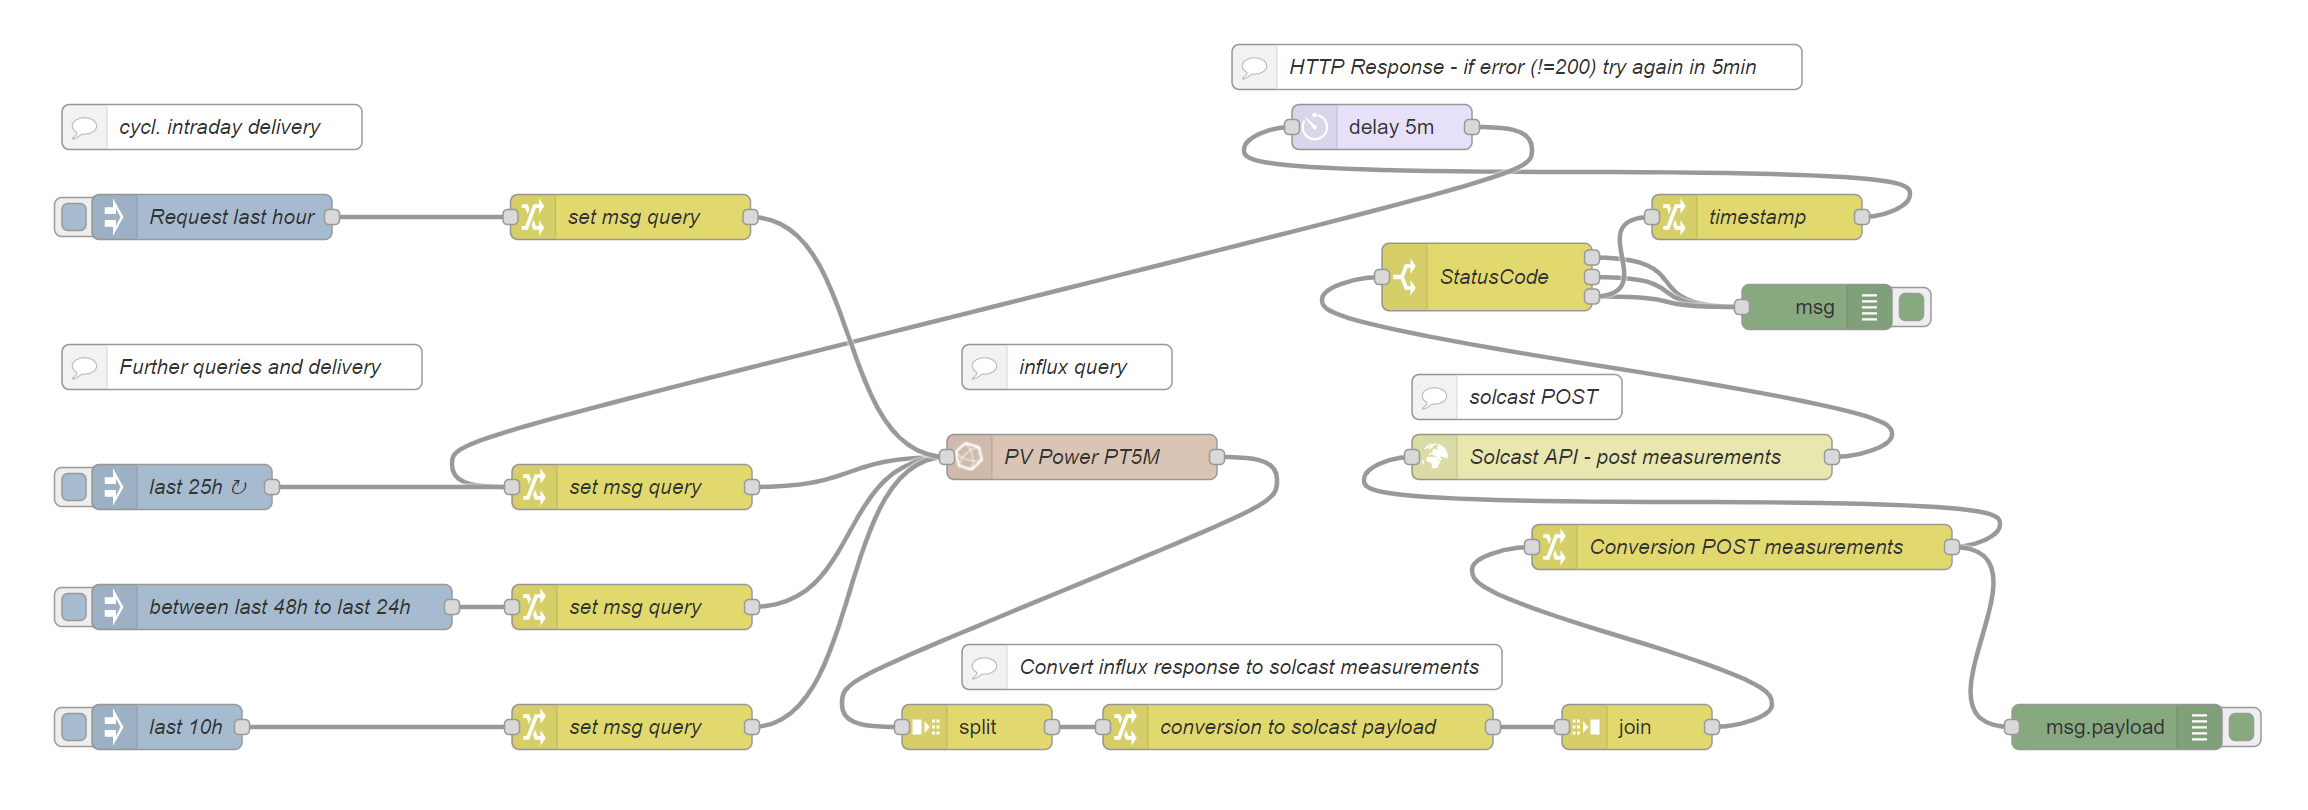 HTTP Response - if error (!=200) try again in 5min
cycl. intraday delivery
delay 5m
Request last hour
set msg query
timestamp
StatusCode
msg
Further queries and delivery
influx query
solcast POST
last 25h ↻
set msg query
PV Power PT5M
Solcast API - post measurements
Conversion POST measurements
between last 48h to last 24h
set msg query
Convert influx response to solcast measurements
last 10h
set msg query
split
conversion to solcast payload
join
msg.payload